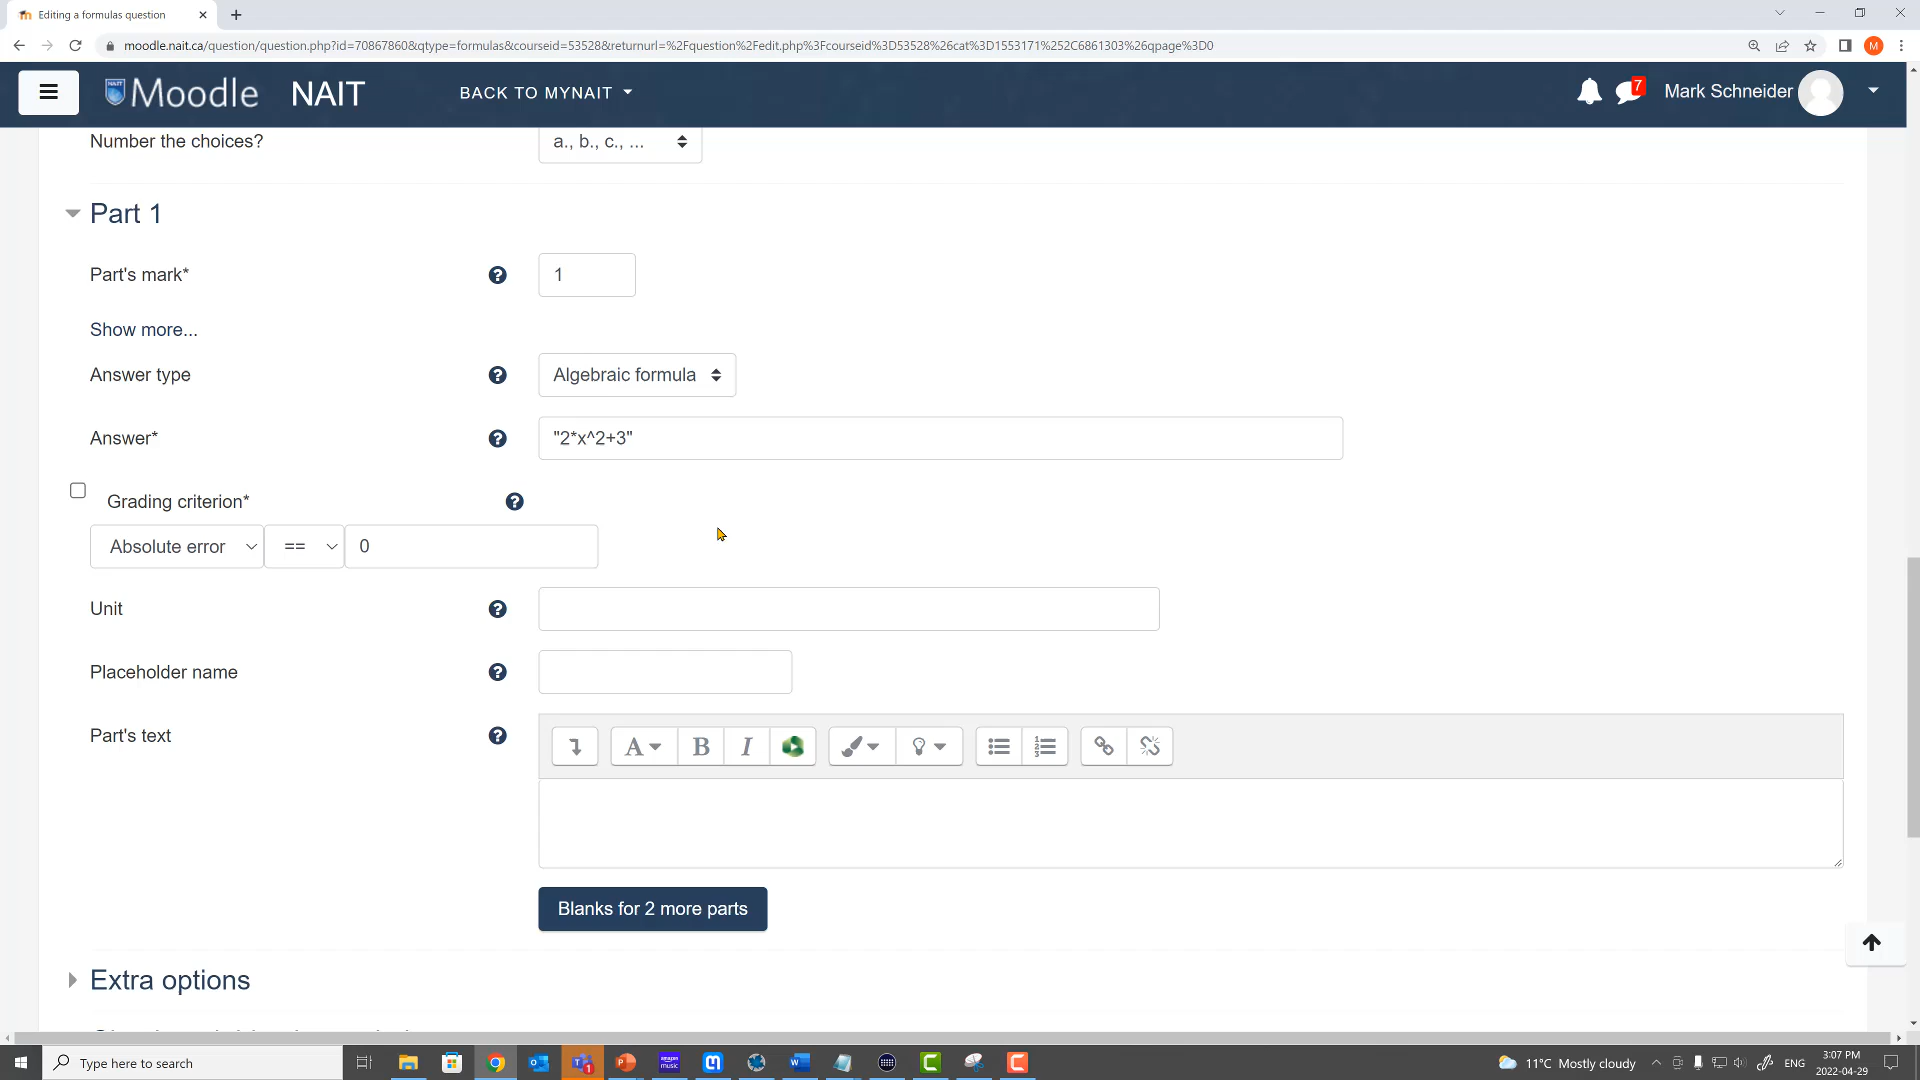 Editing a formulas question
moodle.nait.ca/question/question.php?id=70867860&qtype=formulas&courseid=53528&returnurl=%2Fquestion%2Fedit.php%3Fcourseid%3D53528%26cat%3D1553171%252C6861303%26qpage%3D0
M
NAIT Moodle NAIT BACK TO MYNAIT 7 Mark Schneider
Number the choices? a., b., c., ...
Part 1
Part's mark* ? 1
Show more...
Answer type ? Algebraic formula
Answer* ? "2*x^2+3"
Grading criterion* ?
Absolute error == 0
Unit ?
Placeholder name ?
Part's text ? A B I
Blanks for 2 more parts
Extra options
Type here to search 1 11°C Mostly cloudy ENG 3:07 PM
2022-04-29